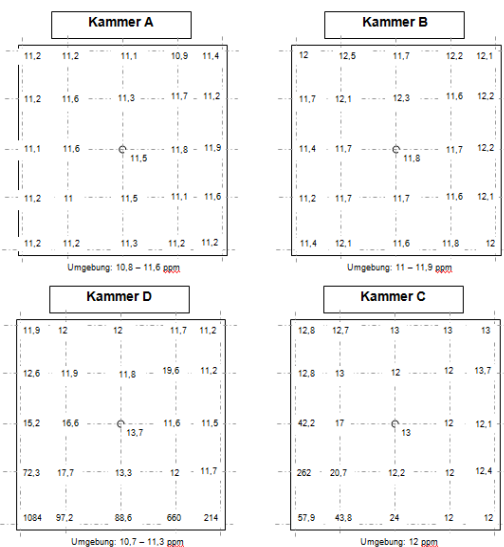 Kammer A
Kammer B
11,2 11,2 11,1 10,9 11,4
12 12,5 11,7 12,2 12,1
11,2 11,6 11,3 11,7 11,2
11,7 12,1 12,3 11,6 12,2
11,1 11,6 11,5 11,8 11,9
11,4 11,7 11,8 11,7 12,2
11,2 11 11,5 11,1 11,6
11,2 11,7 11,7 11,6 12,1
11,2 11,2 11,3 11,2 11,2
11,4 12,1 11,6 11,8 12
Umgebung: 10,8 – 11,6 ppm
Umgebung: 11 – 11,9 ppm
Kammer D
Kammer C
11,9 12 12 11,7 11,2
12,8 12,7 13 13 13
12,6 11,9 11,8 19,6 11,2
12,8 13 12 12 13,7
15,2 16,6 13,7 11,6 11,5
42,2 17 13 12 12,1
72,3 17,7 13,3 12 11,7
262 20,7 12,2 12 12,4
1084 97,2 88,6 660 214
57,9 43,8 24 12 12
Umgebung: 10,7 – 11,3 ppm
Umgebung: 12 ppm